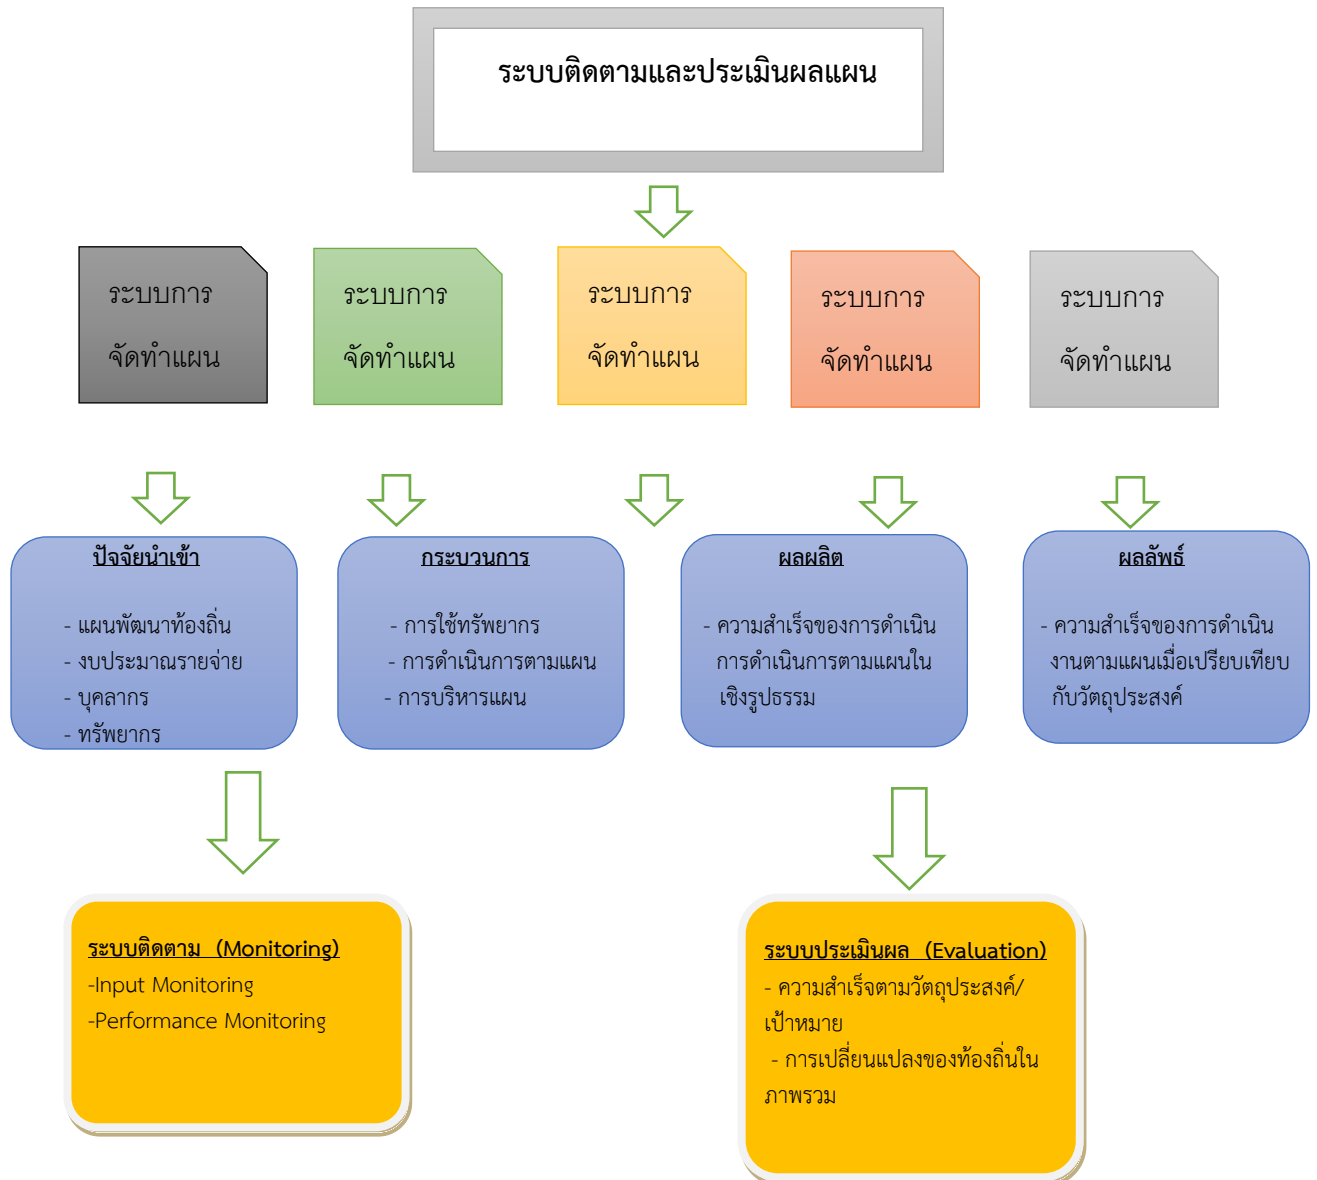 ระบบติดตามและประเมินผลแผน
ระบบการ
จัดทำแผน
ระบบการ
จัดทำแผน
ระบบการ
จัดทำแผน
ระบบการ
จัดทำแผน
ระบบการ
จัดทำแผน
ปัจจัยนำเข้า
- แผนพัฒนาท้องถิ่น
- งบประมาณรายจ่าย
- บุคลากร
- ทรัพยากร
กระบวนการ
- การใช้ทรัพยากร
- การดำเนินการตามแผน
- การบริหารแผน
ผลผลิต
- ความสำเร็จของการดำเนิน
การดำเนินการตามแผนใน
เชิงรูปธรรม
ผลลัพธ์
- ความสำเร็จของการดำเนิน
งานตามแผนเมื่อเปรียบเทียบ
กับวัตถุประสงค์
ระบบติดตาม (Monitoring)
-Input Monitoring
-Performance Monitoring
ระบบประเมินผล (Evaluation)
- ความสำเร็จตามวัตถุประสงค์/
เป้าหมาย
- การเปลี่ยนแปลงของท้องถิ่นใน
ภาพรวม